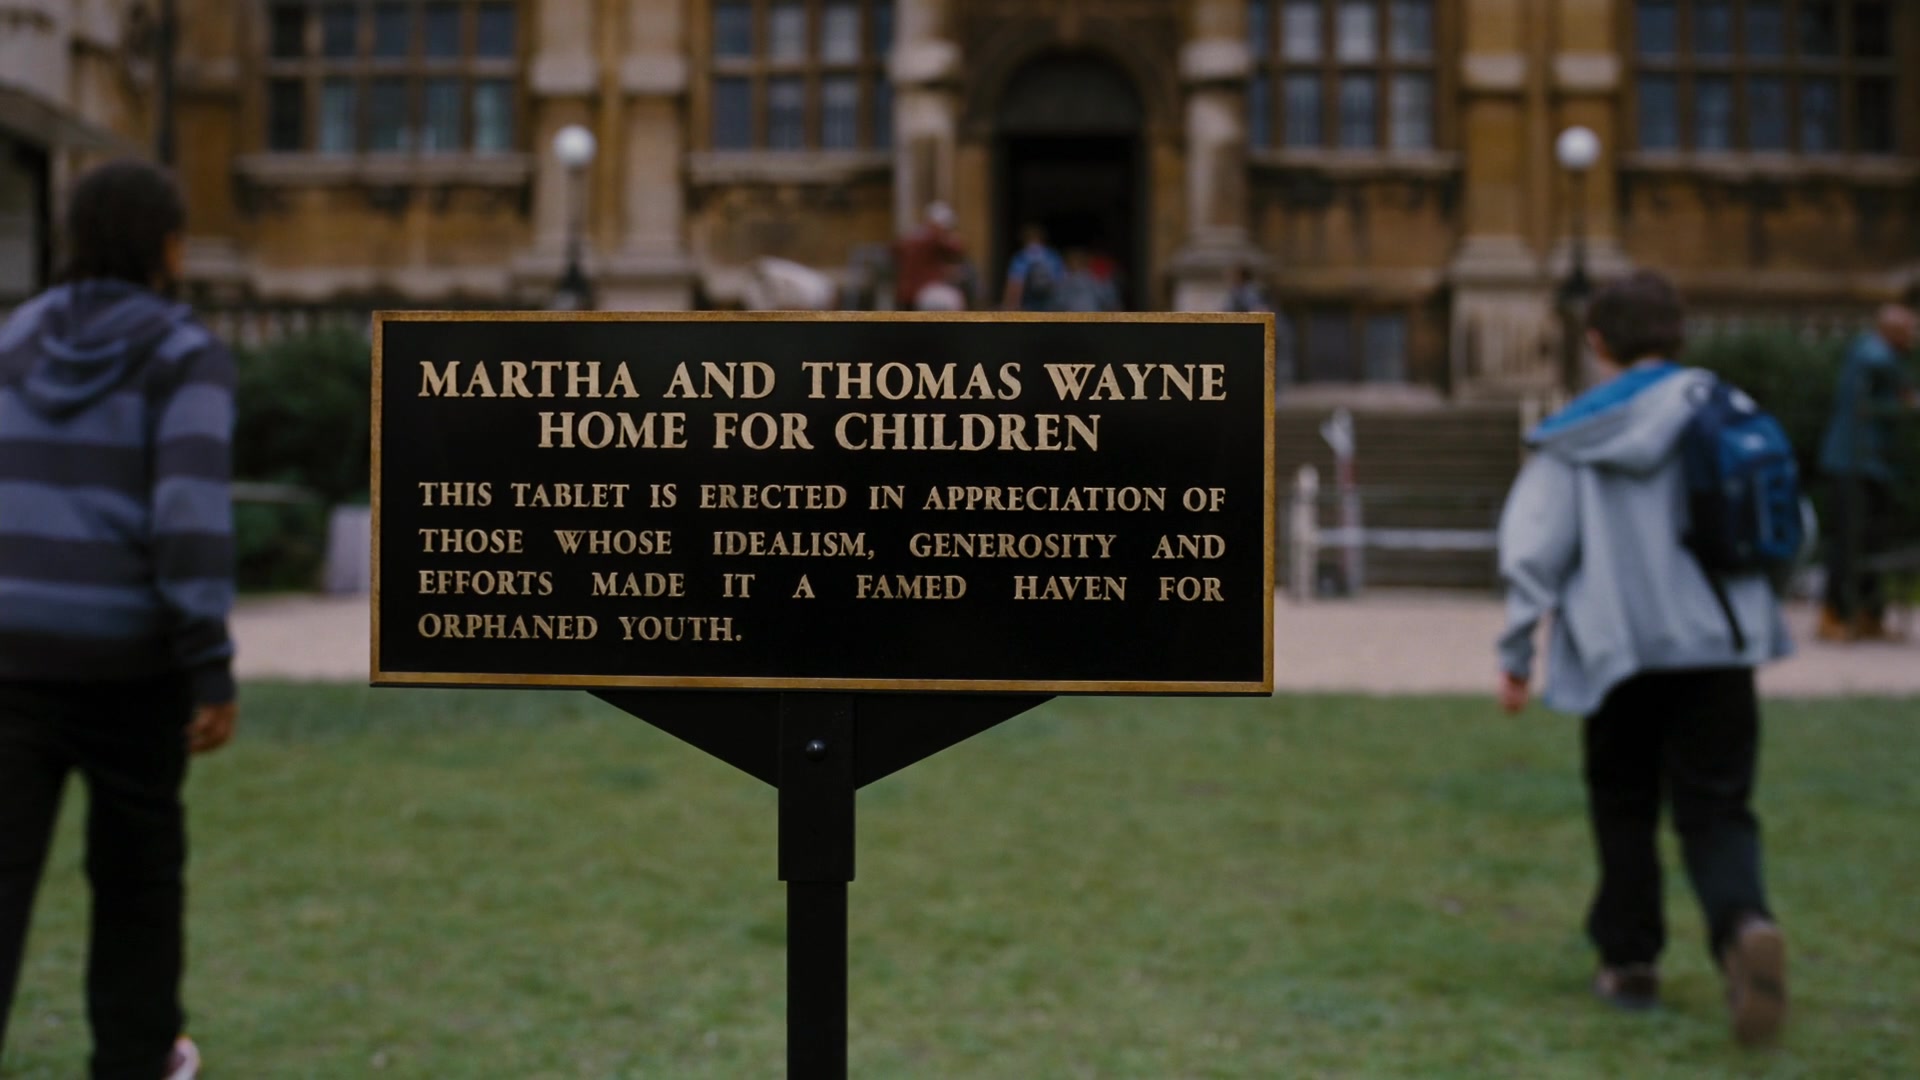 MARTHA AND THOMAS WAYNE
HOME FOR CHILDREN
THIS TABLET IS ERECTED IN APPRECIATION OF
THOSE WHOSE IDEALISM, GENEROSITY AND
EFFORTS MADE IT A FAMED HAVEN FOR
ORPHANED YOUTH.